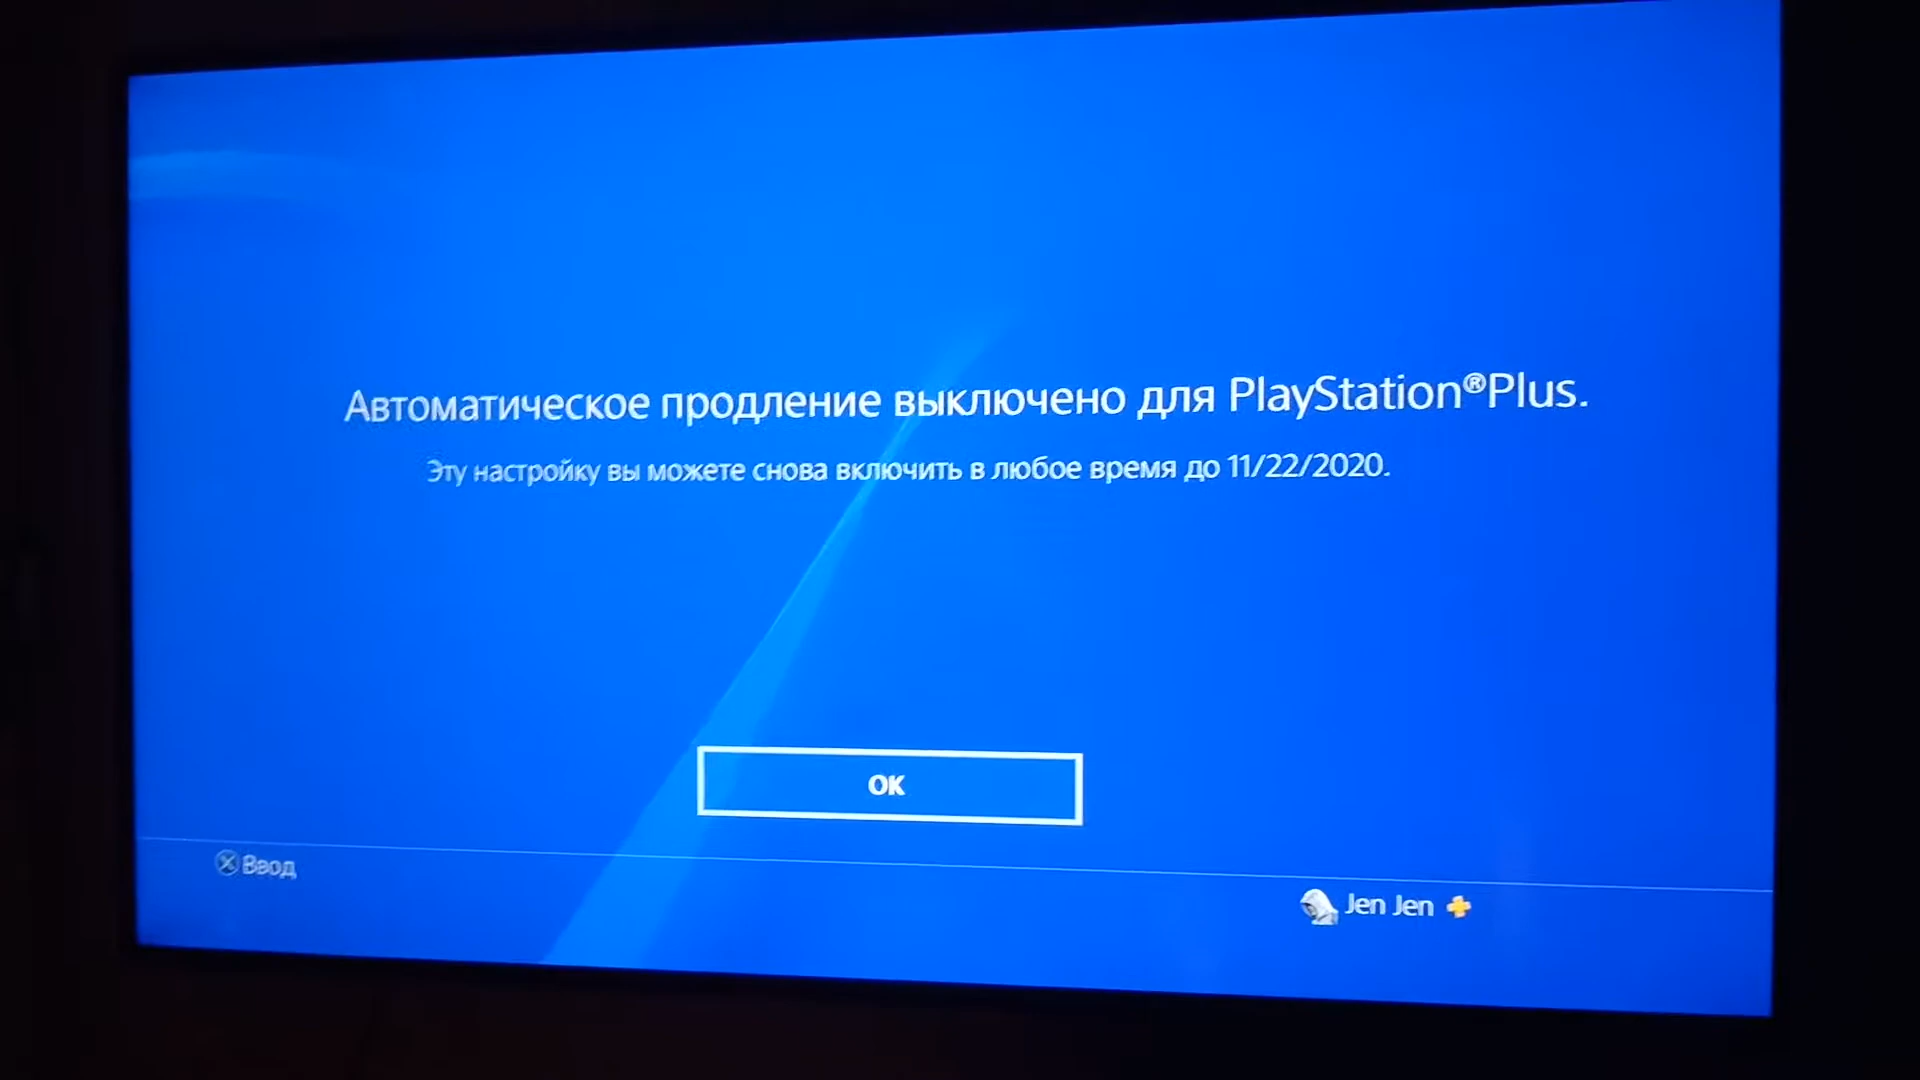 Автоматическое продление выключено для PlayStation®Plus.
Эту настройку вы можете снова включить в любое время до 11/22/2020.
ОК
Ввод
Jen Jen